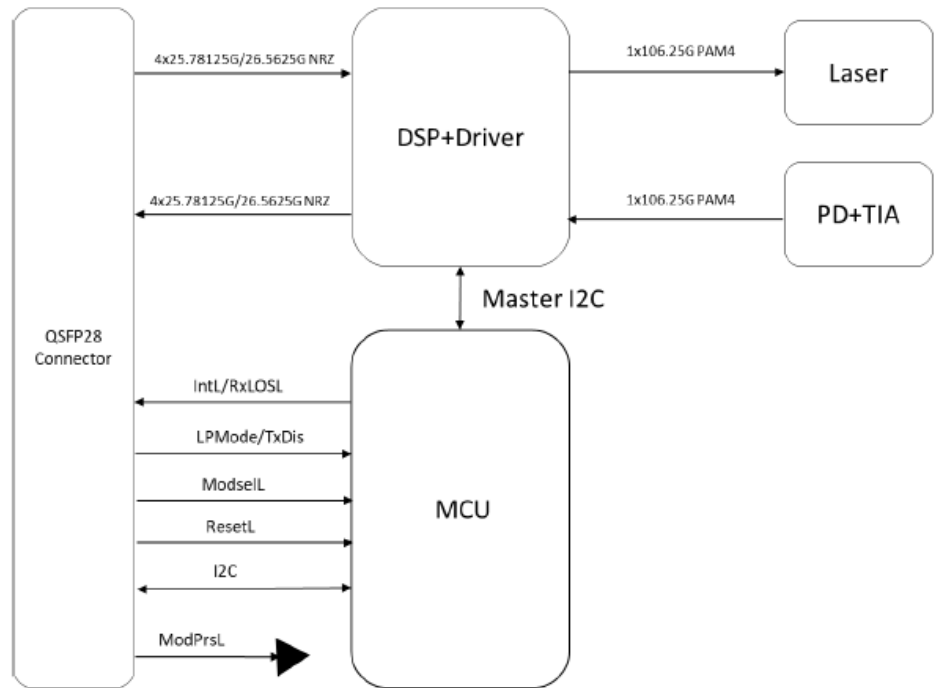 4x25.78125G/26.5625G NRZ
1x106.25G PAM4
Laser
DSP+Driver
4x25.78125G/26.5625G NRZ
1x106.25G PAM4
PD+TIA
Master I2C
QSFP28
Connector
IntL/RxLOSL
LPMode/TxDis
ModselL
MCU
ResetL
I2C
ModPrsL